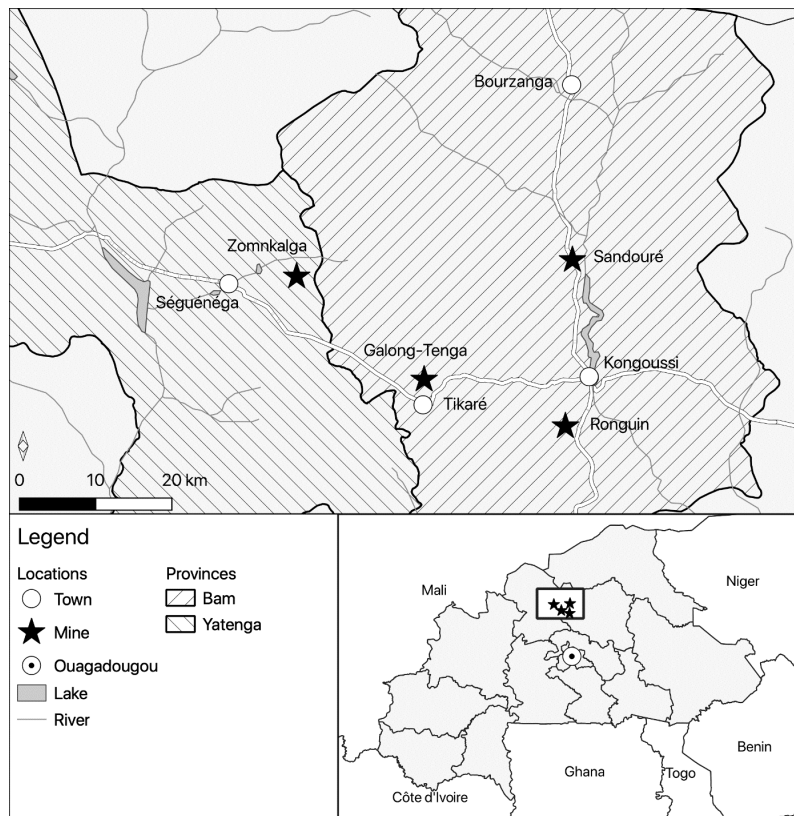 Bourzanga
Zomnkalga
Sandouré
Séguénéga
Galong-Tenga
Kongoussi
Tikaré
Ronguin
0 10 20 km
Legend
Locations
Town
Mine
Ouagadougou
Lake
River
Provinces
Bam
Yatenga
Mali
Niger
Benin
Ghana
Togo
Côte d'Ivoire